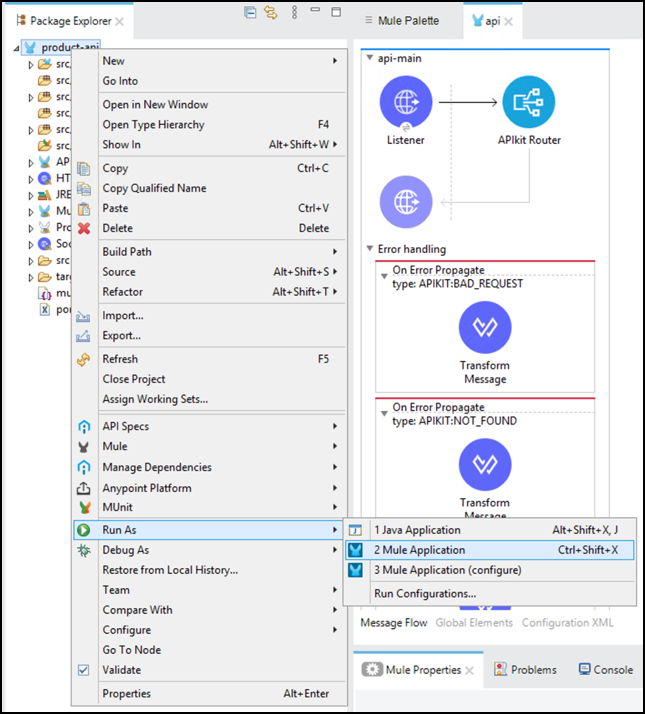 Package Explorer
product-api
src
src
src
src
src
AP
HT
JRE
Mu
Pro
Soc
src
targ
mu
por
New
Go Into
Open in New Window
Open Type Hierarchy F4
Show In Alt+Shift+W
Copy Ctrl+C
Copy Qualified Name
Paste Ctrl+V
Delete Delete
Build Path
Source Alt+Shift+S
Refactor Alt+Shift+T
Import...
Export...
Refresh F5
Close Project
Assign Working Sets...
API Specs
Mule
Manage Dependencies
Anypoint Platform
MUnit
Run As
Debug As
Restore from Local History...
Team
Compare With
Configure
Go To Node
Validate
Properties Alt+Enter
1 Java Application Alt+Shift+X, J
2 Mule Application Ctrl+Shift+X
3 Mule Application (configure)
Run Configurations...
Mule Palette
api
api-main
Listener
APIkit Router
Error handling
On Error Propagate
type: APIKIT:BAD_REQUEST
Transform
Message
On Error Propagate
type: APIKIT:NOT_FOUND
Transform
Message Flow Global Elements Configuration XML
Mule Properties Problems Console